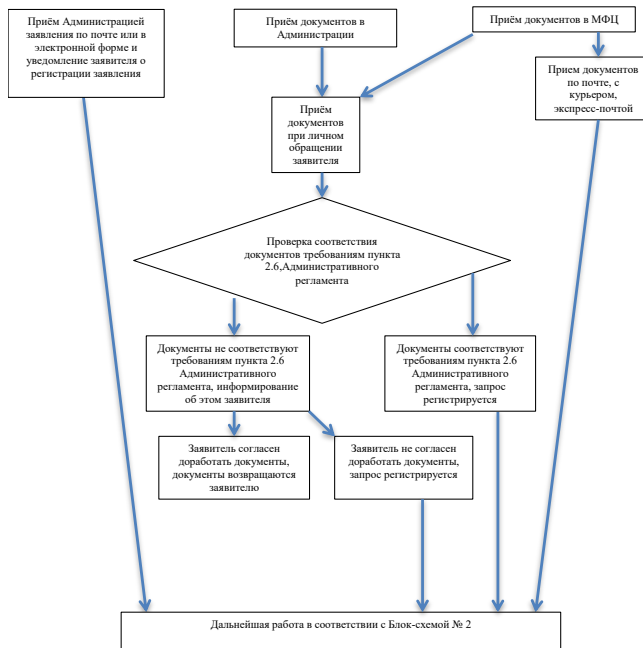 Приём Администрацией
заявления по почте или в
электронной форме и
уведомление заявителя о
регистрации заявления
Приём документов в
Администрации
Приём документов в МФЦ
Прием документов
по почте, с
курьером,
экспресс-почтой
Приём
документов
при личном
обращении
заявителя
Проверка соответствия
документов требованиям пункта
2.6,Административного
регламента
Документы не соответствуют
требованиям пункта 2.6
Административного
регламента, информирование
об этом заявителя
Документы соответствуют
требованиям пункта 2.6
Административного
регламента, запрос
регистрируется
Заявитель согласен
доработать документы,
документы возвращаются
заявителю
Заявитель не согласен
доработать документы,
запрос регистрируется
Дальнейшая работа в соответствии с Блок-схемой № 2